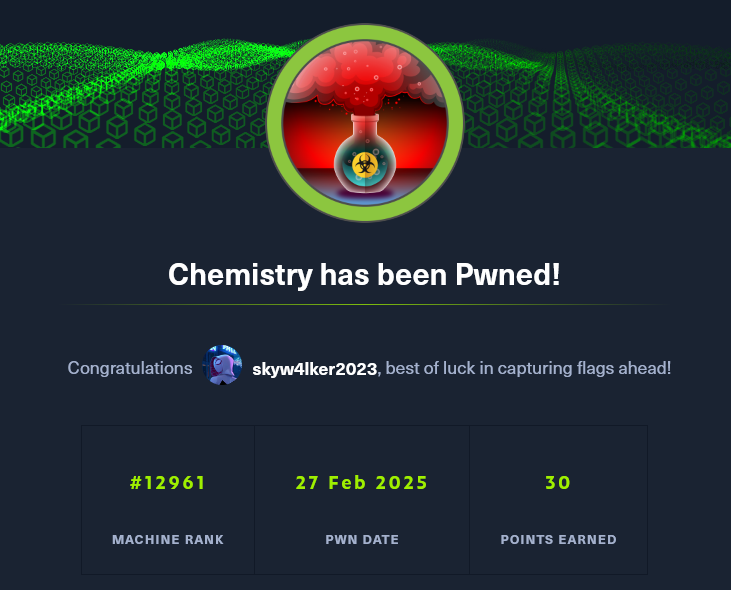 Chemistry has been Pwned!
Congratulations skyw4lker2023, best of luck in capturing flags ahead!
#12961 27 Feb 2025 30
MACHINE RANK PWN DATE POINTS EARNED